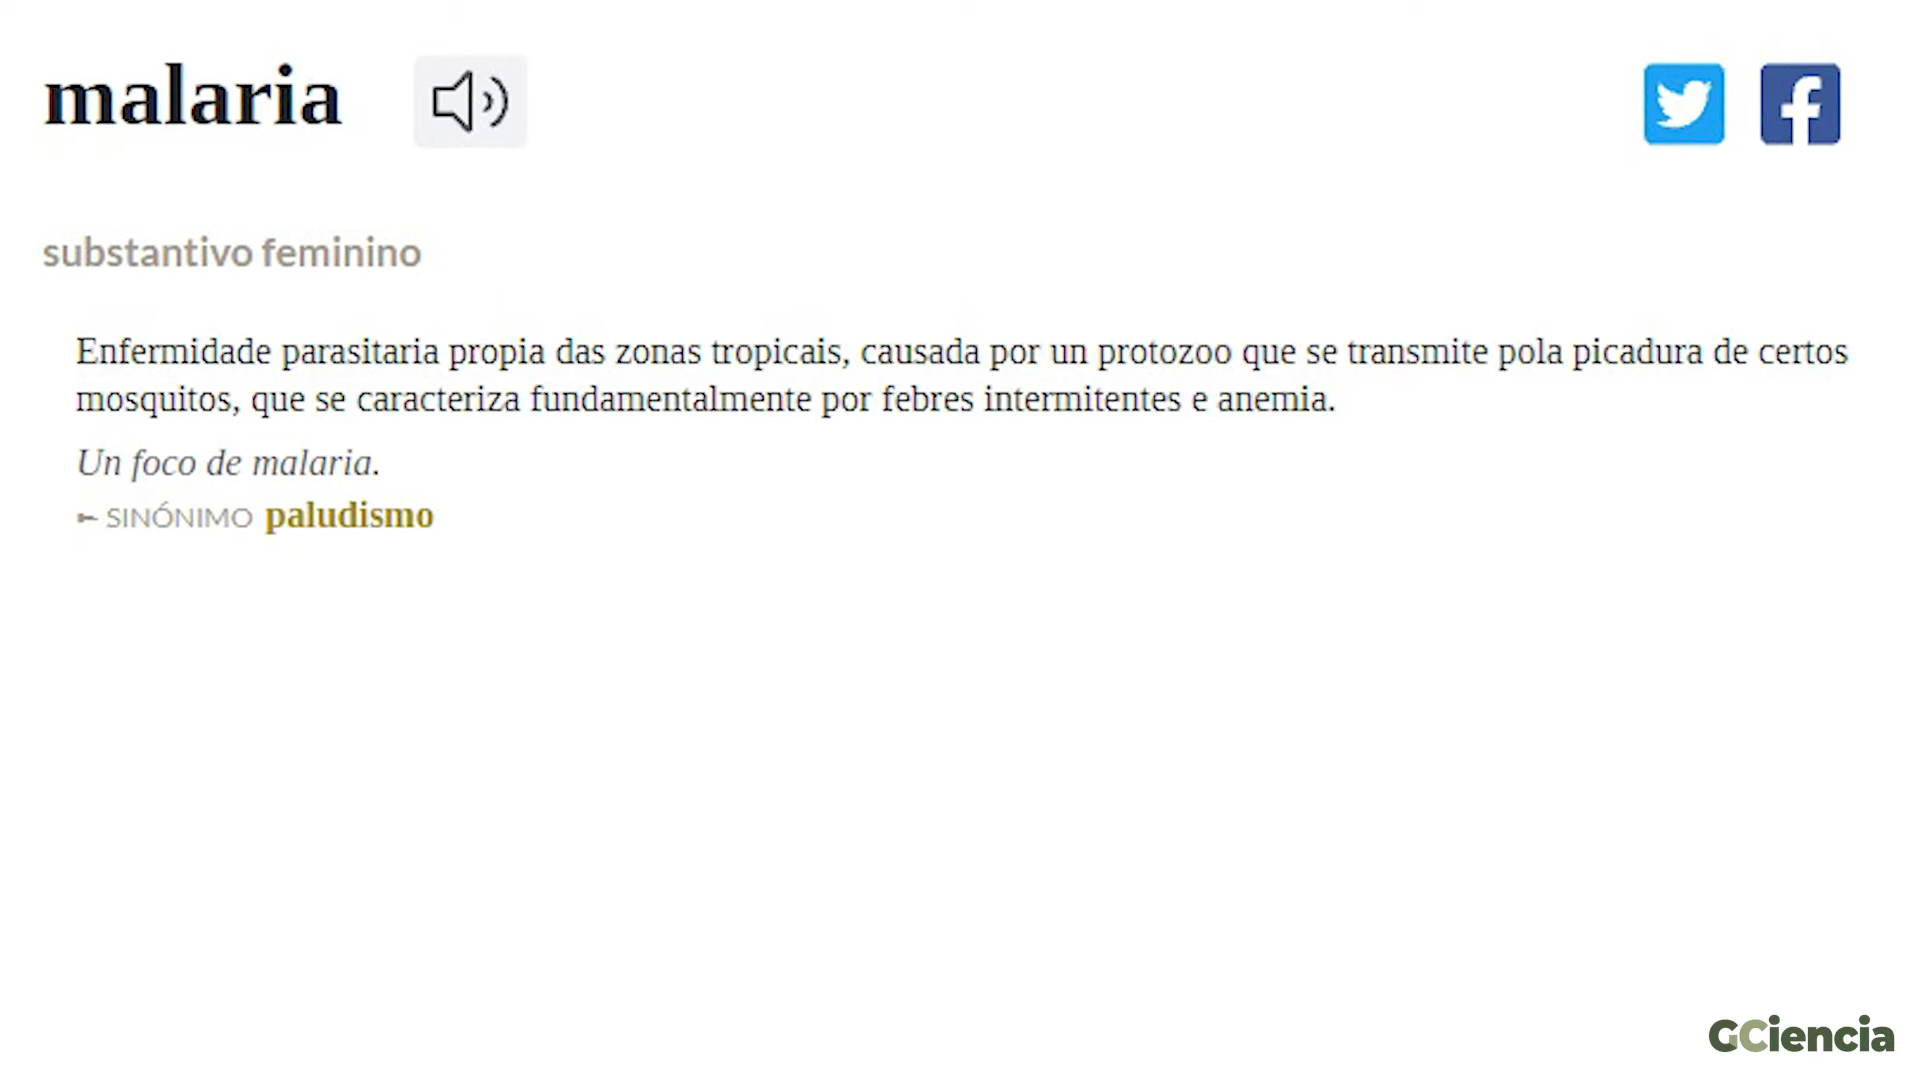 malaria
substantivo feminino
Enfermidade parasitaria propia das zonas tropicais, causada por un protozoo que se transmite pola picadura de certos
mosquitos, que se caracteriza fundamentalmente por febres intermitentes e anemia.
Un foco de malaria.
SINÓNIMO paludismo
GCiencia